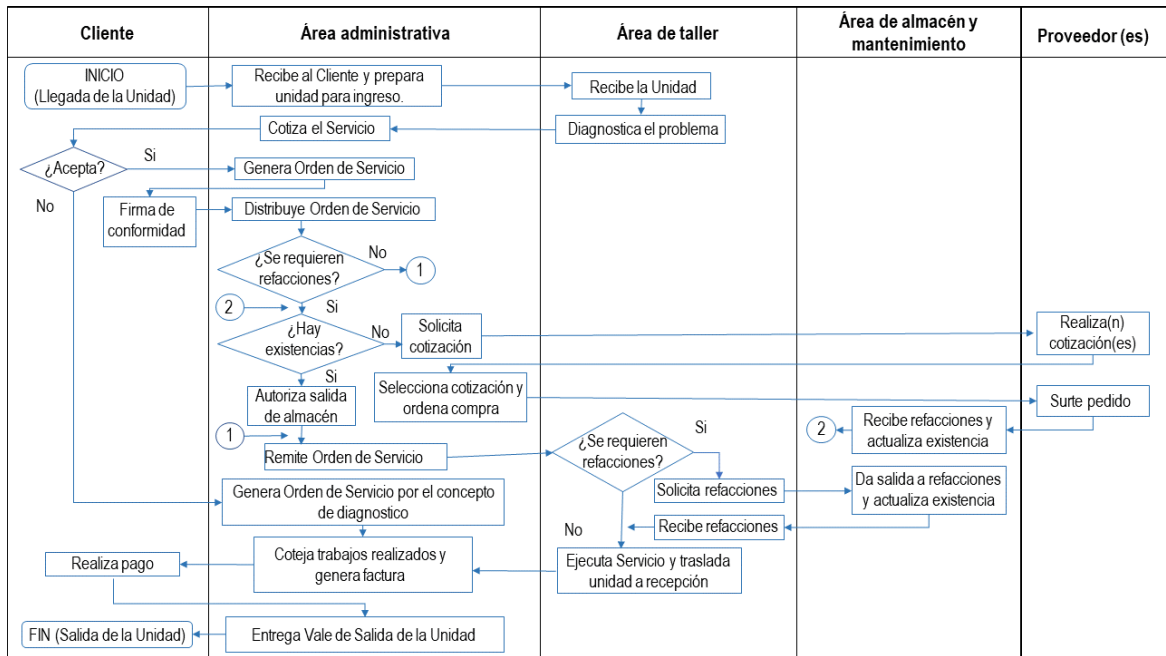 Cliente
Área administrativa
Área de taller
Área de almacén y
mantenimiento
Proveedor (es)
INICIO
(Llegada de la Unidad)
Recibe al Cliente y prepara
unidad para ingreso.
Recibe la Unidad
Diagnostica el problema
Cotiza el Servicio
¿Acepta?
Si
No
Genera Orden de Servicio
Firma de
conformidad
Distribuye Orden de Servicio
¿Se requieren
refacciones?
No
1
Si
2
¿Hay
existencias?
No
Solicita
cotización
Realiza(n)
cotización(es)
Si
Selecciona cotización y
ordena compra
Surte pedido
Autoriza salida
de almacén
Recibe refacciones y
actualiza existencia
2
1
Remite Orden de Servicio
¿Se requieren
refacciones?
Si
No
Solicita refacciones
Da salida a refacciones
y actualiza existencia
Recibe refacciones
Genera Orden de Servicio por el concepto
de diagnostico
Ejecuta Servicio y traslada
unidad a recepción
Coteja trabajos realizados y
genera factura
Realiza pago
Entrega Vale de Salida de la Unidad
FIN (Salida de la Unidad)